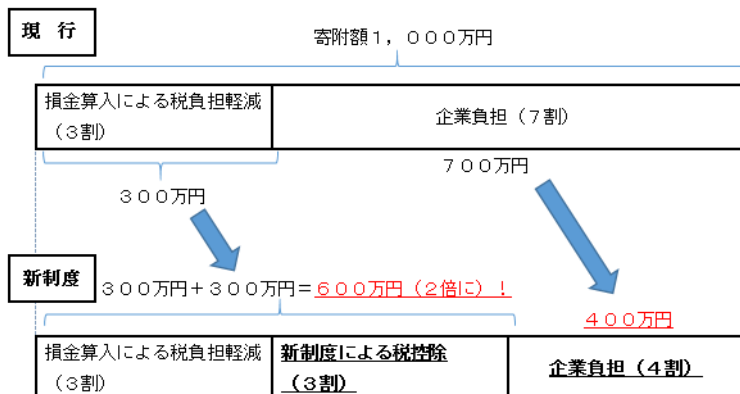 現　行
寄附額１，０００万円
損金算入による税負担軽減
（３割）
企業負担（７割）
３００万円
７００万円
新制度
３００万円＋３００万円＝６００万円（２倍に）！
４００万円
損金算入による税負担軽減
（３割）
新制度による税控除
（３割）
企業負担（４割）